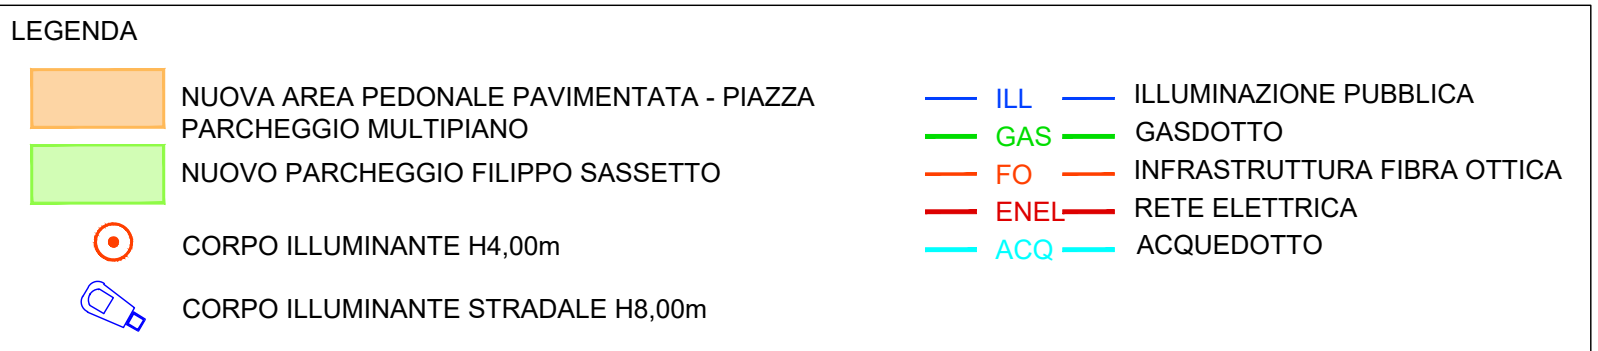 LEGENDA
NUOVA AREA PEDONALE PAVIMENTATA - PIAZZA
PARCHEGGIO MULTIPIANO
NUOVO PARCHEGGIO FILIPPO SASSETTO
CORPO ILLUMINANTE H4,00m
CORPO ILLUMINANTE STRADALE H8,00m
ILL ILLUMINAZIONE PUBBLICA
GAS GASDOTTO
FO INFRASTRUTTURA FIBRA OTTICA
ENEL RETE ELETTRICA
ACQ ACQUEDOTTO